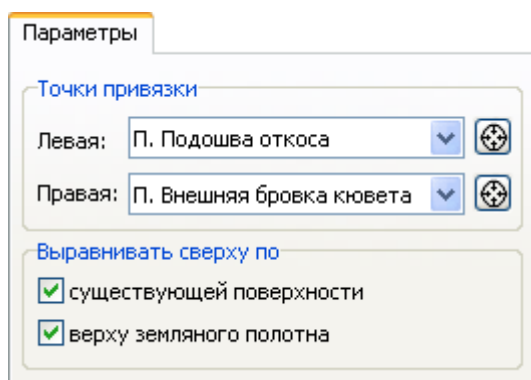 Параметры
Точки привязки
Левая: П. Подошва откоса
Правая: П. Внешняя бровка кювета
Выравнивать сверху по
существующей поверхности
верху земляного полотна